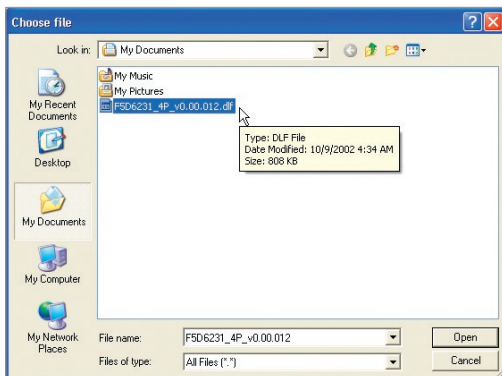 Choose file
Look in: My Documents
My Music
My Pictures
F5D6231_4P_v0.00.012.dlf
Type: DLF File
Date Modified: 10/9/2002 4:34 AM
Size: 808 KB
My Recent
Documents
Desktop
My Documents
My Computer
My Network
Places
File name: F5D6231_4P_v0.00.012 Open
Files of type: All Files (*.*) Cancel